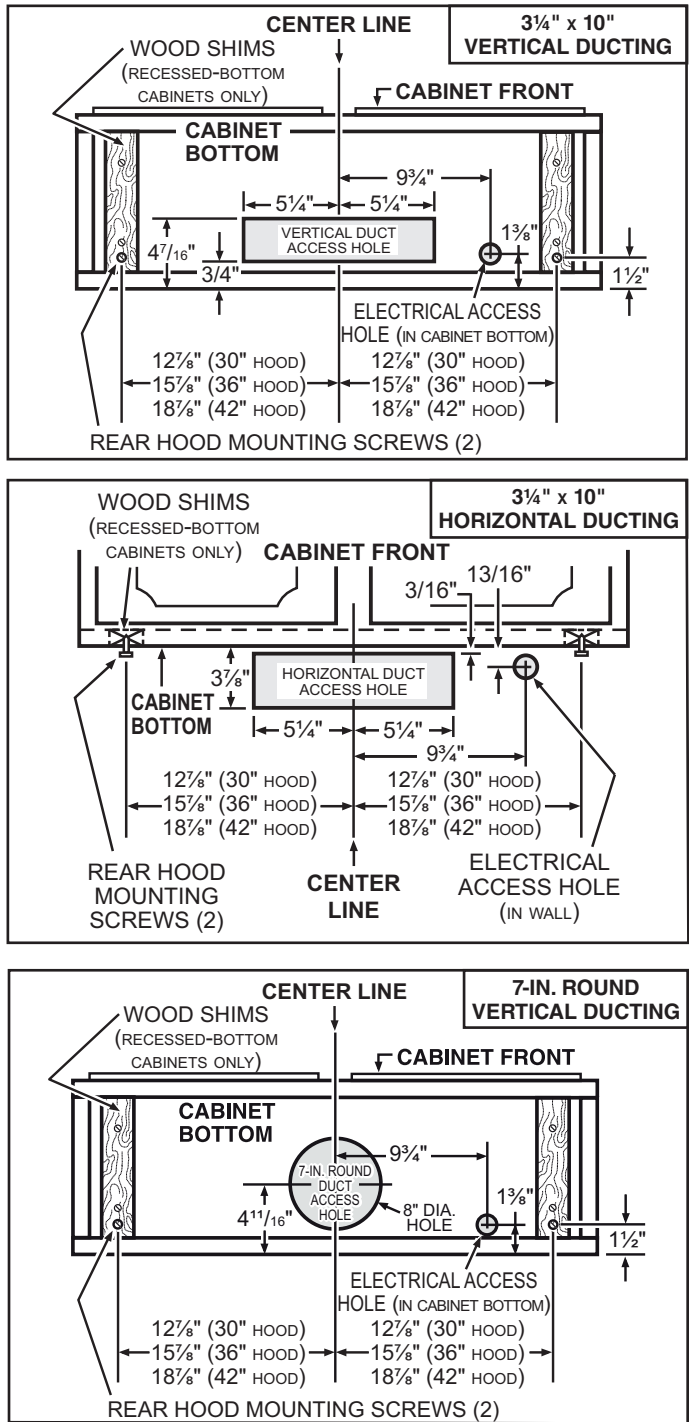 CENTER LINE
3¼" x 10"
VERTICAL DUCTING
WOOD SHIMS
(RECESSED-BOTTOM
CABINETS ONLY)
CABINET FRONT
CABINET
BOTTOM
9¾"
5¼" 5¼"
VERTICAL DUCT
ACCESS HOLE
1⅜"
4⁷/₁₆"
3/4"
1½"
ELECTRICAL ACCESS
HOLE (IN CABINET BOTTOM)
12⅞" (30" HOOD) 12⅞" (30" HOOD)
15⅞" (36" HOOD) 15⅞" (36" HOOD)
18⅞" (42" HOOD) 18⅞" (42" HOOD)
REAR HOOD MOUNTING SCREWS (2)
3¼" x 10"
HORIZONTAL DUCTING
WOOD SHIMS
(RECESSED-BOTTOM
CABINETS ONLY)
CABINET FRONT
3/16" 13/16"
3⅞"
HORIZONTAL DUCT
ACCESS HOLE
CABINET
BOTTOM
5¼" 5¼"
9¾"
12⅞" (30" HOOD) 12⅞" (30" HOOD)
15⅞" (36" HOOD) 15⅞" (36" HOOD)
18⅞" (42" HOOD) 18⅞" (42" HOOD)
REAR HOOD
MOUNTING
SCREWS (2)
CENTER
LINE
ELECTRICAL
ACCESS HOLE
(IN WALL)
CENTER LINE
7-IN. ROUND
VERTICAL DUCTING
WOOD SHIMS
(RECESSED-BOTTOM
CABINETS ONLY)
CABINET FRONT
CABINET
BOTTOM
9¾"
7-IN. ROUND
DUCT
ACCESS
HOLE
4¹¹/₁₆"
8" DIA.
HOLE
1⅜"
1½"
ELECTRICAL ACCESS
HOLE (IN CABINET BOTTOM)
12⅞" (30" HOOD) 12⅞" (30" HOOD)
15⅞" (36" HOOD) 15⅞" (36" HOOD)
18⅞" (42" HOOD) 18⅞" (42" HOOD)
REAR HOOD MOUNTING SCREWS (2)